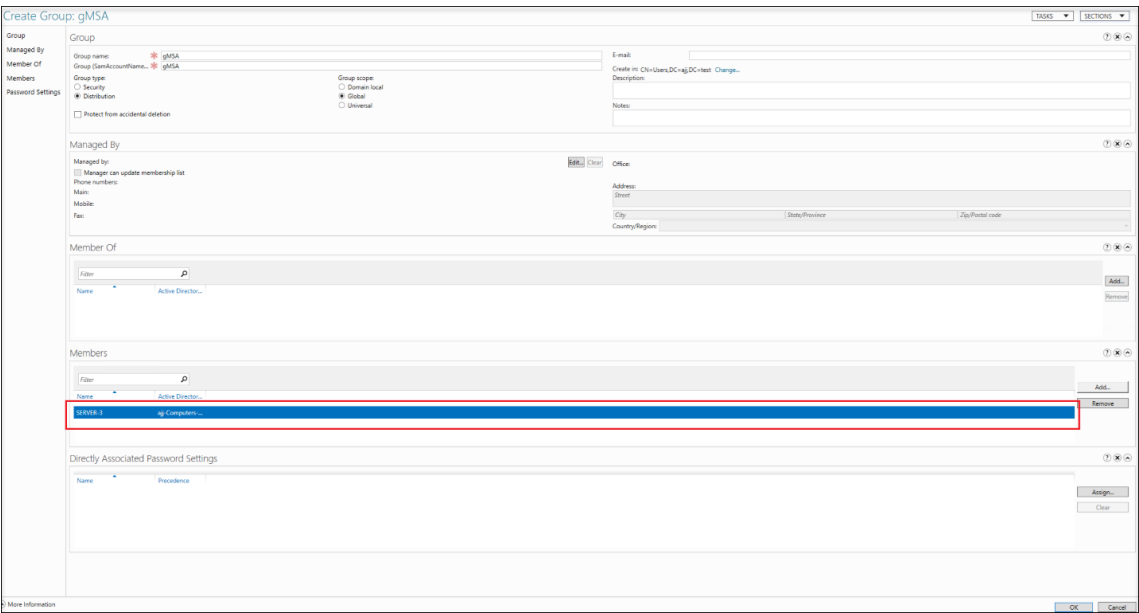 Create Group: gMSA
TASKS
SECTIONS
Group
Managed By
Member Of
Members
Password Settings
Group
Group name: * gMSA
Group (SamAccountName... * gMSA
Group type:
Security
Distribution
Protect from accidental deletion
Group scope:
Domain local
Global
Universal
E-mail:
Create in: CN=Users,DC=ajj,DC=test Change...
Description:
Notes:
Managed By
Managed by:
Edit...
Clear
Manager can update membership list
Phone numbers:
Main:
Mobile:
Fax:
Office:
Address:
Street
City
State/Province
Zip/Postal code
Country/Region:
Member Of
Filter
Name
Active Director...
Add...
Remove
Members
Filter
Name
Active Director...
SERVER-3
ajj-Computers-...
Add...
Remove
Directly Associated Password Settings
Name
Precedence
Assign...
Clear
More Information
OK
Cancel